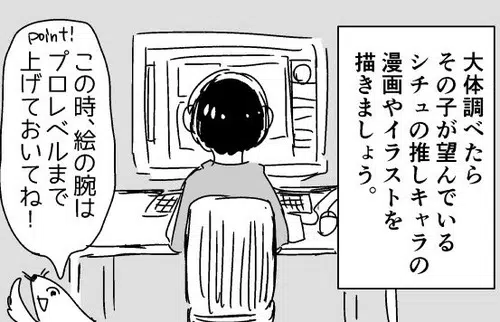 大体調べたら
その子が望んでいる
シチュの推しキャラの
漫画やイラストを
描きましょう。
point!
この時、絵の腕は
プロレベルまで
上げておいてね!